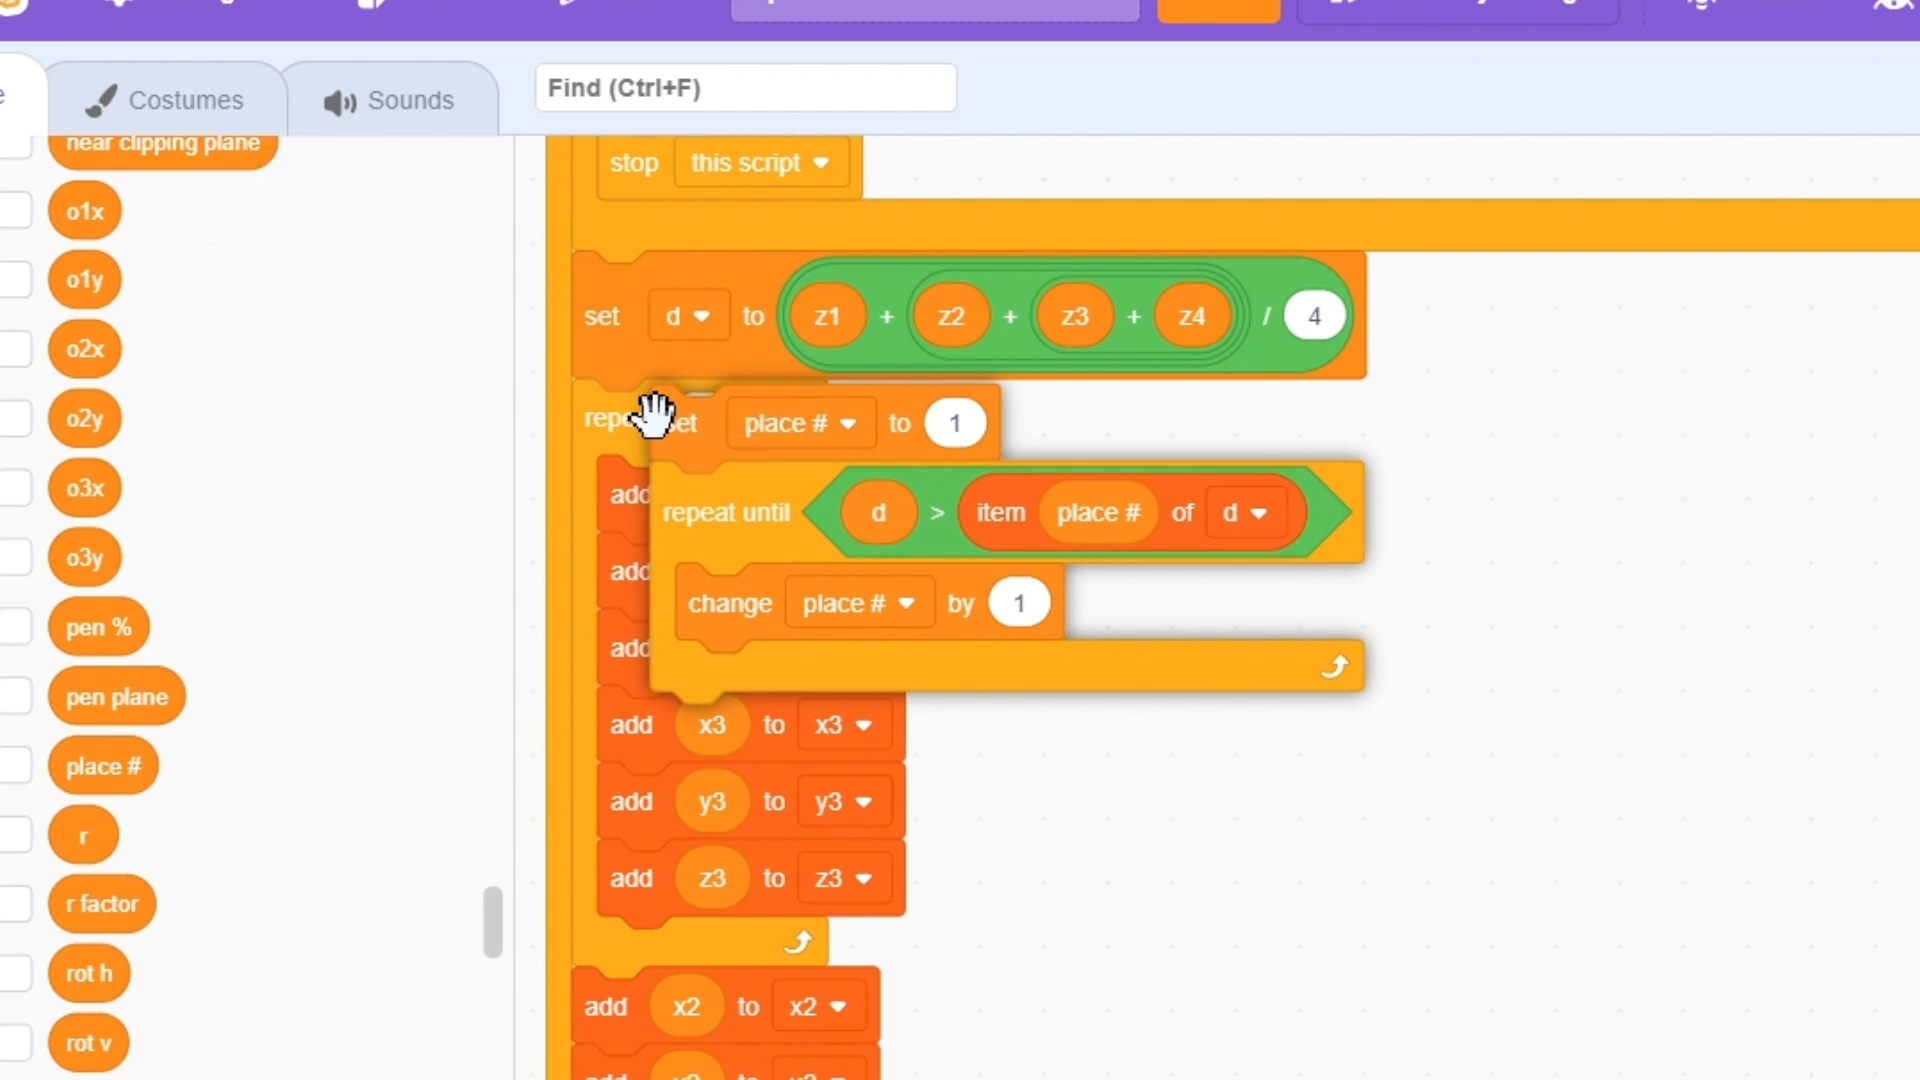 Costumes
Sounds
Find (Ctrl+F)
near clipping plane
o1x
o1y
o2x
o2y
o3x
o3y
pen %
pen plane
place #
r
r factor
rot h
rot v
stop this script
set d to z1 + z2 + z3 + z4 / 4
set place # to 1
add
repeat until d > item place # of d
add
change place # by 1
add
add x3 to x3
add y3 to y3
add z3 to z3
add x2 to x2